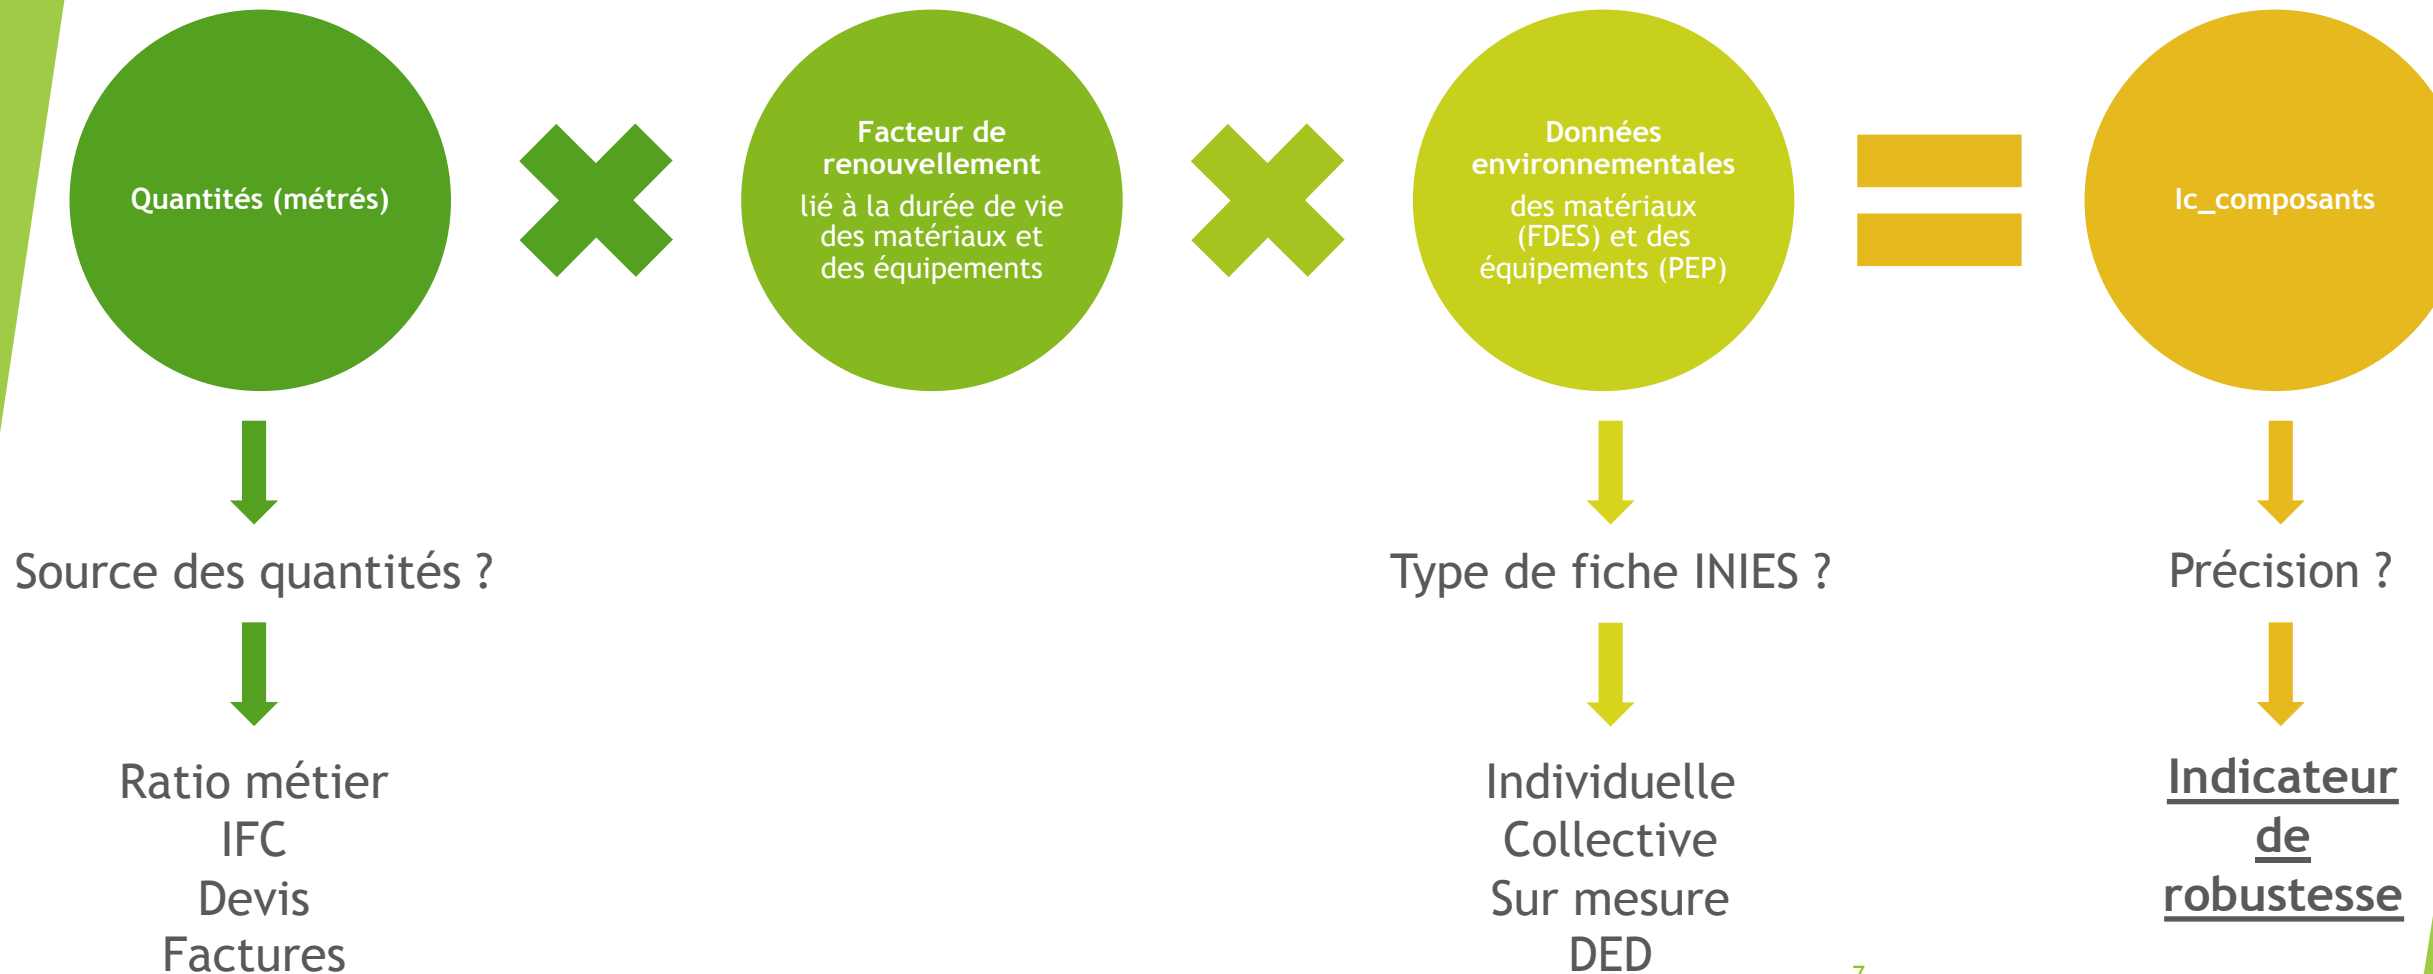 Quantités (métrés)
Facteur de
renouvellement
lié à la durée de vie
des matériaux et
des équipements
Données
environnementales
des matériaux
(FDES) et des
équipements (PEP)
Ic_composants
Source des quantités ?
Type de fiche INIES ?
Précision ?
Ratio métier
IFC
Devis
Factures
Individuelle
Collective
Sur mesure
DED
Indicateur
de
robustesse
7